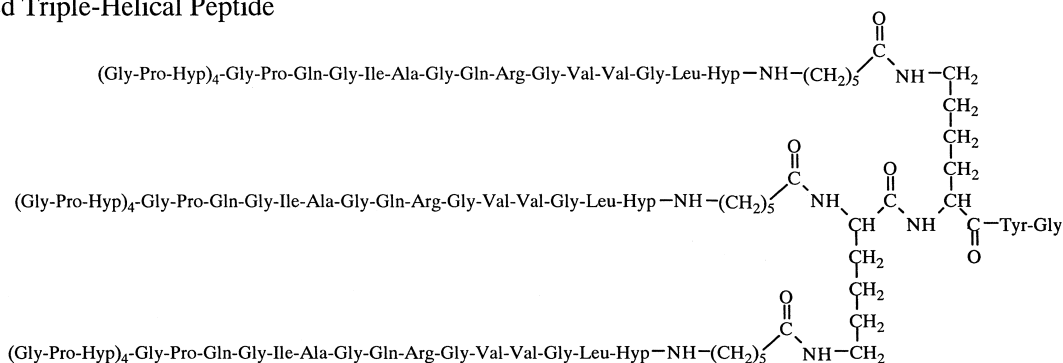 d Triple-Helical Peptide
O
C
(Gly-Pro-Hyp)4-Gly-Pro-Gln-Gly-Ile-Ala-Gly-Gln-Arg-Gly-Val-Val-Gly-Leu-Hyp–NH–(CH2)5 NH–CH2
CH2
CH2
O
CH2
C O
(Gly-Pro-Hyp)4-Gly-Pro-Gln-Gly-Ile-Ala-Gly-Gln-Arg-Gly-Val-Val-Gly-Leu-Hyp–NH–(CH2)5 NH C CH
CH NH C–Tyr-Gly
CH2 O
CH2
O CH2
C
(Gly-Pro-Hyp)4-Gly-Pro-Gln-Gly-Ile-Ala-Gly-Gln-Arg-Gly-Val-Val-Gly-Leu-Hyp–NH–(CH2)5 NH–CH2